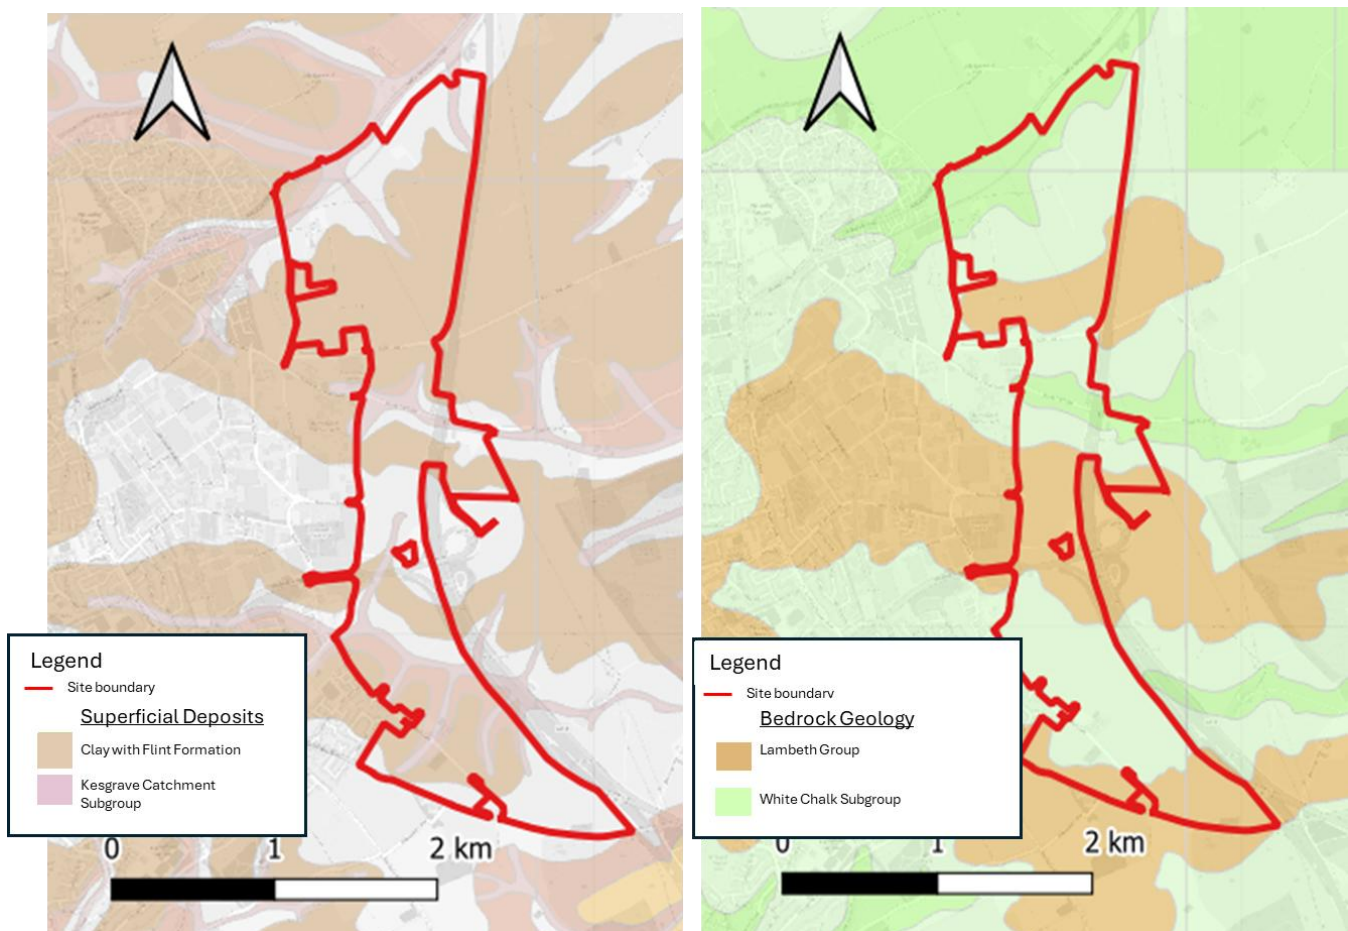 Legend
Site boundary
Superficial Deposits
Clay with Flint Formation
Kesgrave Catchment
Subgroup
0 1 2 km
Legend
Site boundary
Bedrock Geology
Lambeth Group
White Chalk Subgroup
0 1 2 km